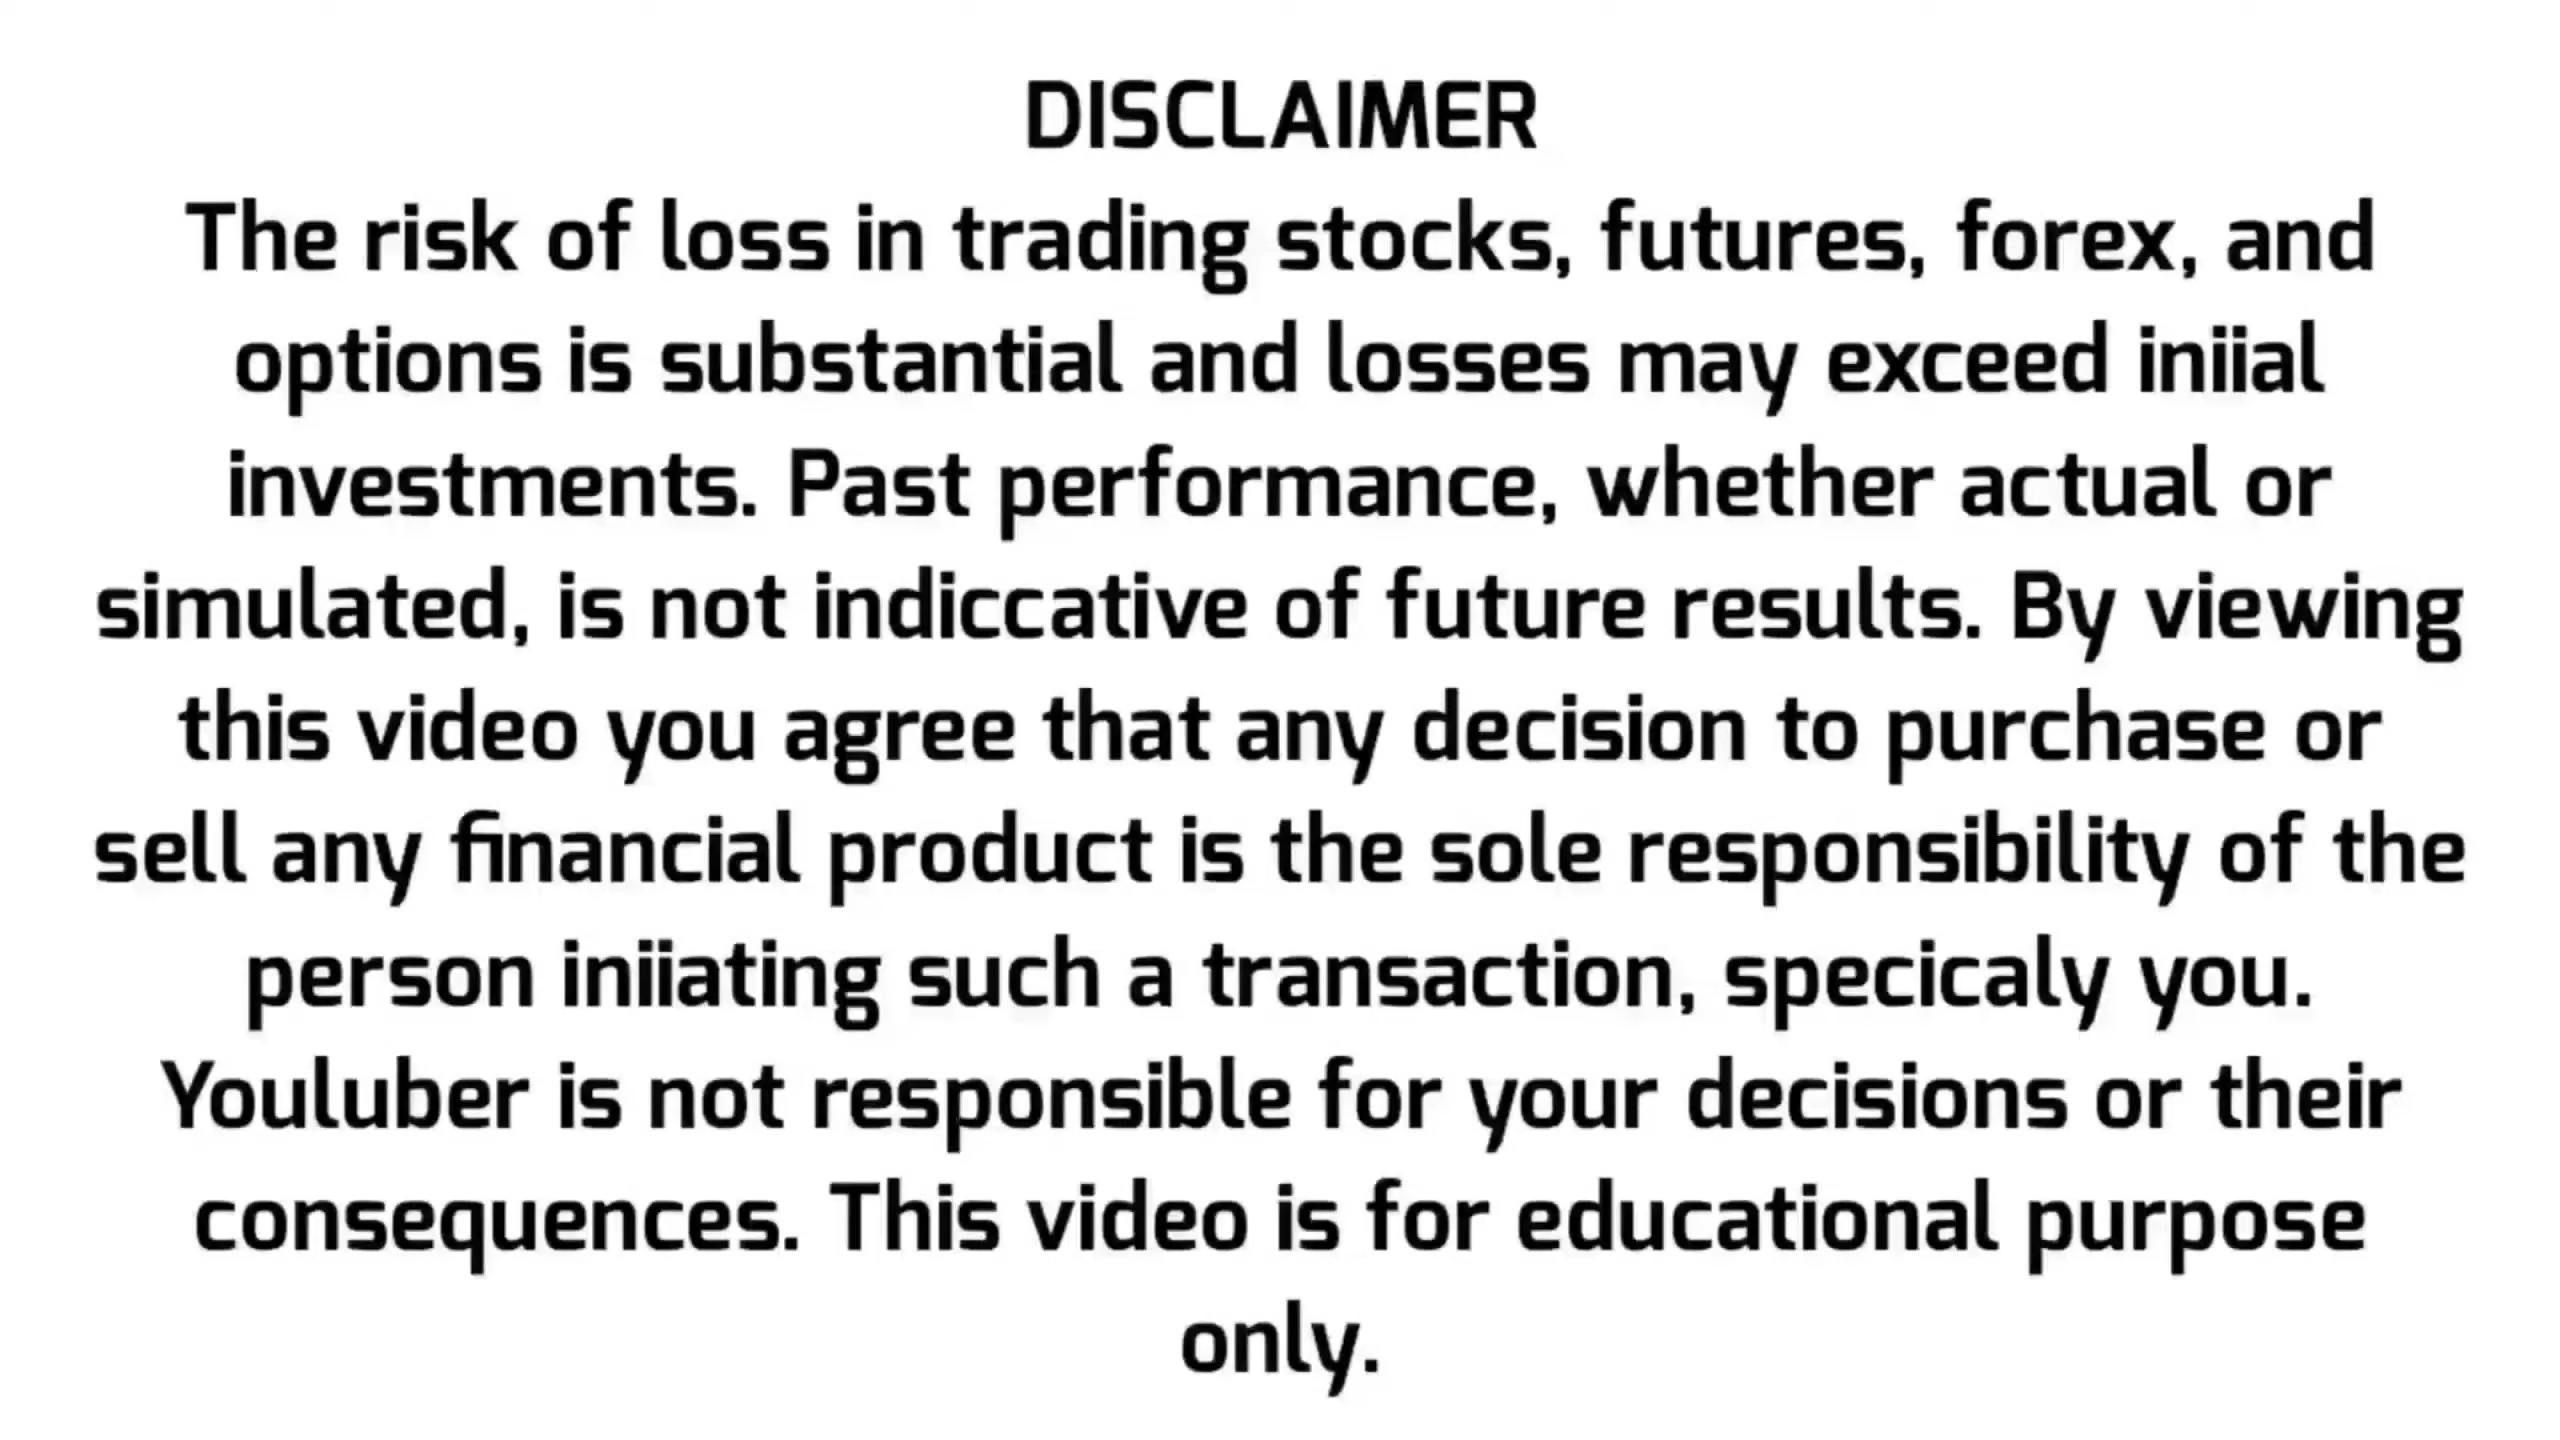 DISCLAIMER
The risk of loss in trading stocks, futures, forex, and
options is substantial and losses may exceed iniial
investments. Past performance, whether actual or
simulated, is not indiccative of future results. By viewing
this video you agree that any decision to purchase or
sell any financial product is the sole responsibility of the
person iniiating such a transaction, specicaly you.
Youluber is not responsible for your decisions or their
consequences. This video is for educational purpose
only.